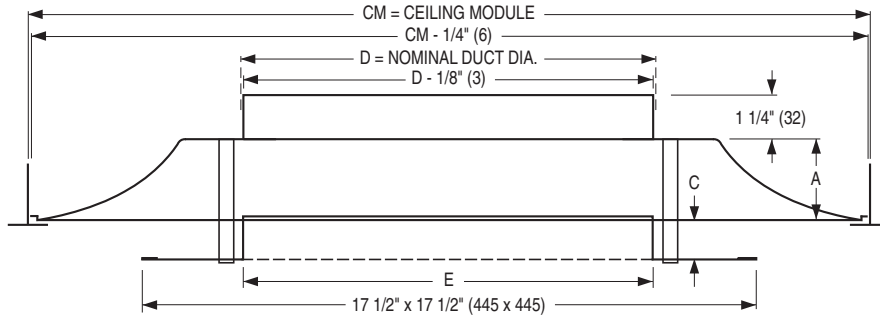 CM = CEILING MODULE
CM - 1/4" (6)
D = NOMINAL DUCT DIA.
D - 1/8" (3)
1 1/4" (32)
A
C
E
17 1/2" x 17 1/2" (445 x 445)